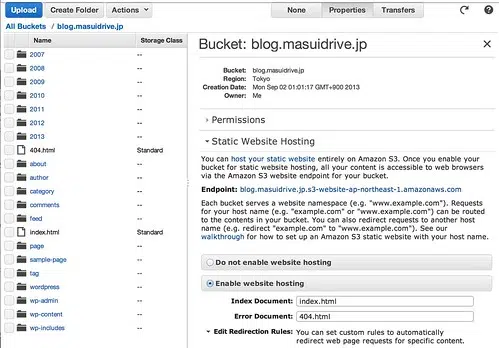 Upload Create Folder Actions None Properties Transfers
All Buckets / blog.masuidrive.jp
Name Storage Class
2007 --
2008 --
2009 --
2010 --
2011 --
2012 --
2013 --
404.html Standard
about --
author --
category --
comments --
feed --
index.html Standard
page --
sample-page --
tag --
wordpress --
wp-admin --
wp-content --
wp-includes --
Bucket: blog.masuidrive.jp
Bucket: blog.masuidrive.jp
Region: Tokyo
Creation Date: Mon Sep 02 01:01:17 GMT+900 2013
Owner: Me
Permissions
Static Website Hosting
You can host your static website entirely on Amazon S3. Once you enable
your bucket for static website hosting, all your content is accessible to web browsers
via the Amazon S3 website endpoint for your bucket.
Endpoint: blog.masuidrive.jp.s3-website-ap-northeast-1.amazonaws.com
Each bucket serves a website namespace (e.g. "www.example.com"). Requests
for your host name (e.g. "example.com" or "www.example.com") can be routed
to the contents in your bucket. You can also redirect requests to another host
name (e.g. redirect "example.com" to "www.example.com"). See our
walkthrough for how to set up an Amazon S3 static website with your host name.
Do not enable website hosting
Enable website hosting
Index Document: index.html
Error Document: 404.html
Edit Redirection Rules: You can set custom rules to automatically
redirect web page requests for specific content.